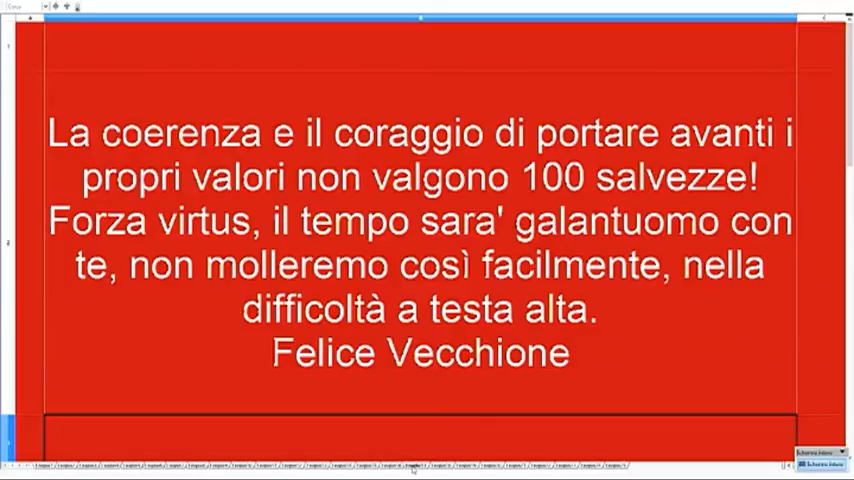 La coerenza e il coraggio di portare avanti i
propri valori non valgono 100 salvezze!
Forza virtus, il tempo sara' galantuomo con
te, non molleremo così facilmente, nella
difficoltà a testa alta.
Felice Vecchione